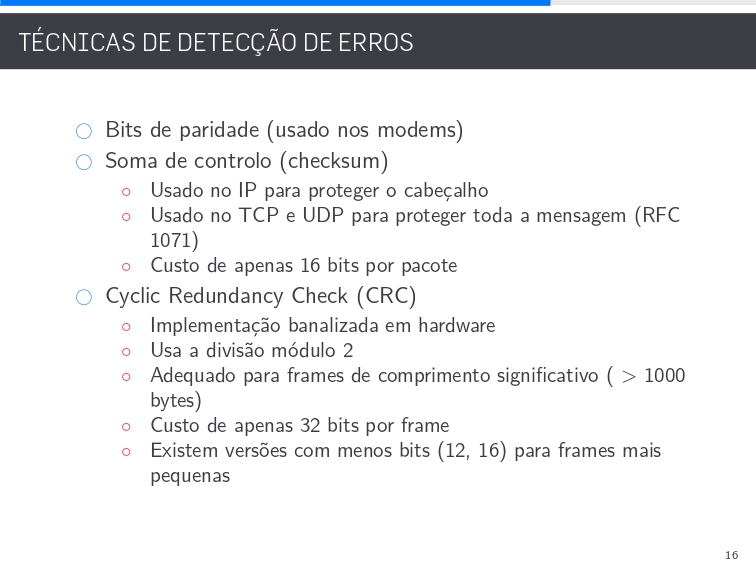 TÉCNICAS DE DETECÇÃO DE ERROS
Bits de paridade (usado nos modems)
Soma de controlo (checksum)
Usado no IP para proteger o cabeçalho
Usado no TCP e UDP para proteger toda a mensagem (RFC
1071)
Custo de apenas 16 bits por pacote
Cyclic Redundancy Check (CRC)
Implementação banalizada em hardware
Usa a divisão módulo 2
Adequado para frames de comprimento significativo ( > 1000
bytes)
Custo de apenas 32 bits por frame
Existem versões com menos bits (12, 16) para frames mais
pequenas
16